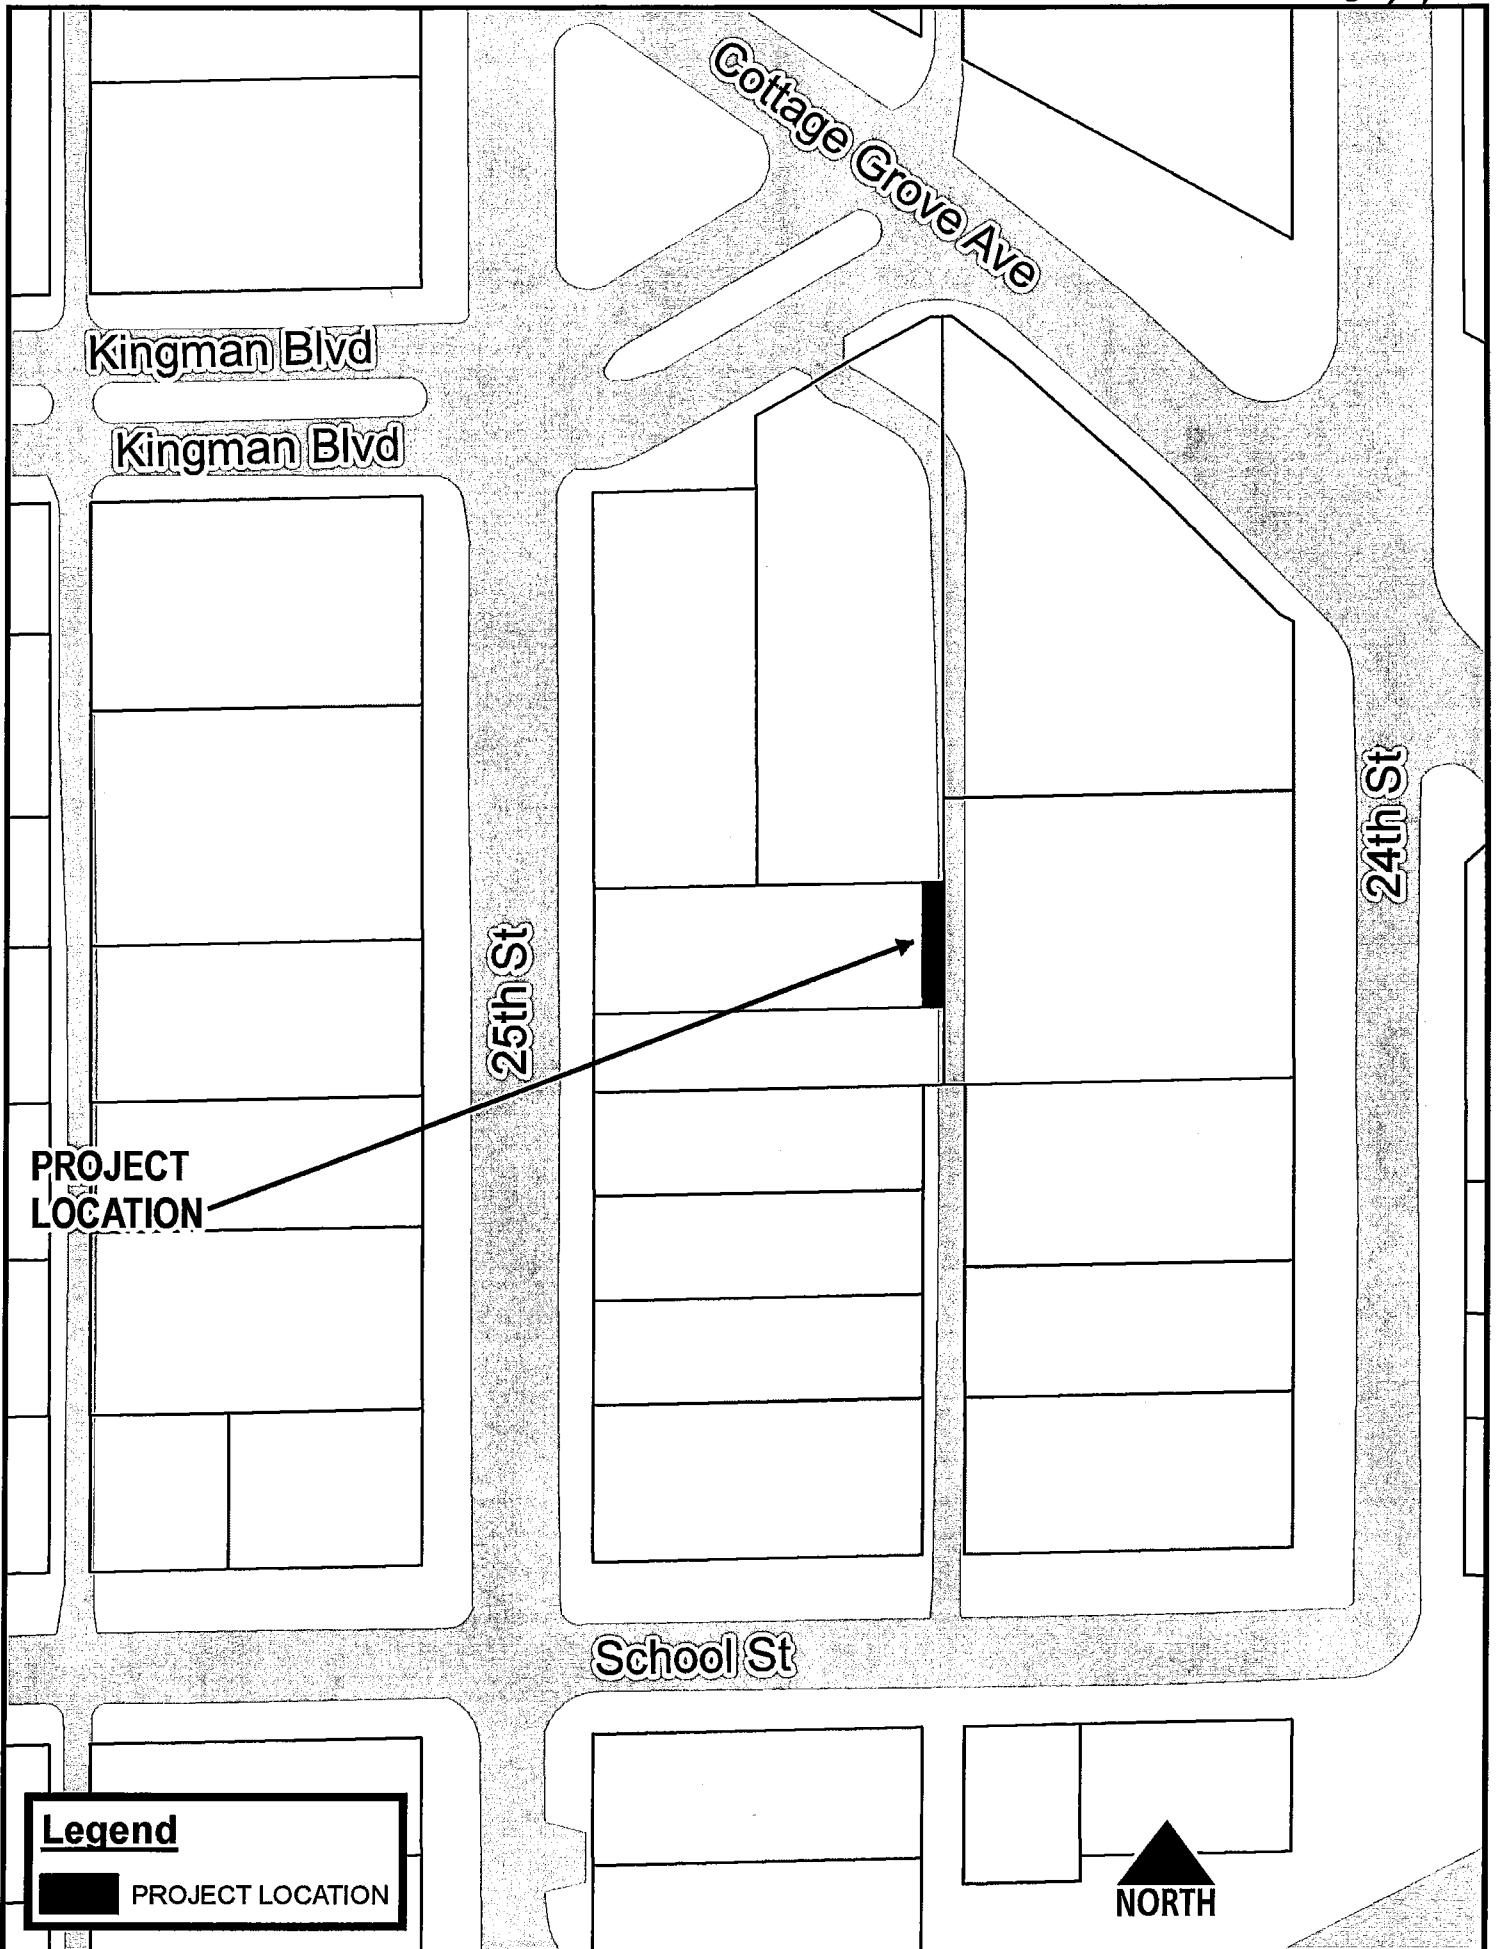 Cottage Grove Ave
Kingman Blvd
Kingman Blvd
24th St
25th St
PROJECT
LOCATION
School St
Legend
PROJECT LOCATION
NORTH